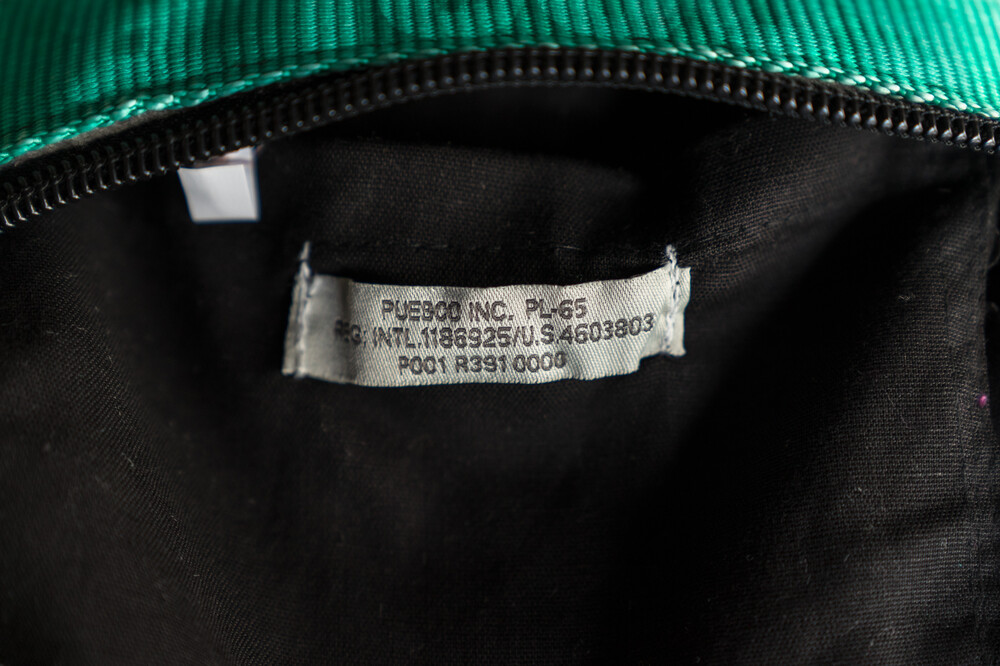 PUEBCO INC. PL-65
REG: INTL.1186925/U.S.4603803
P001 R391 0000